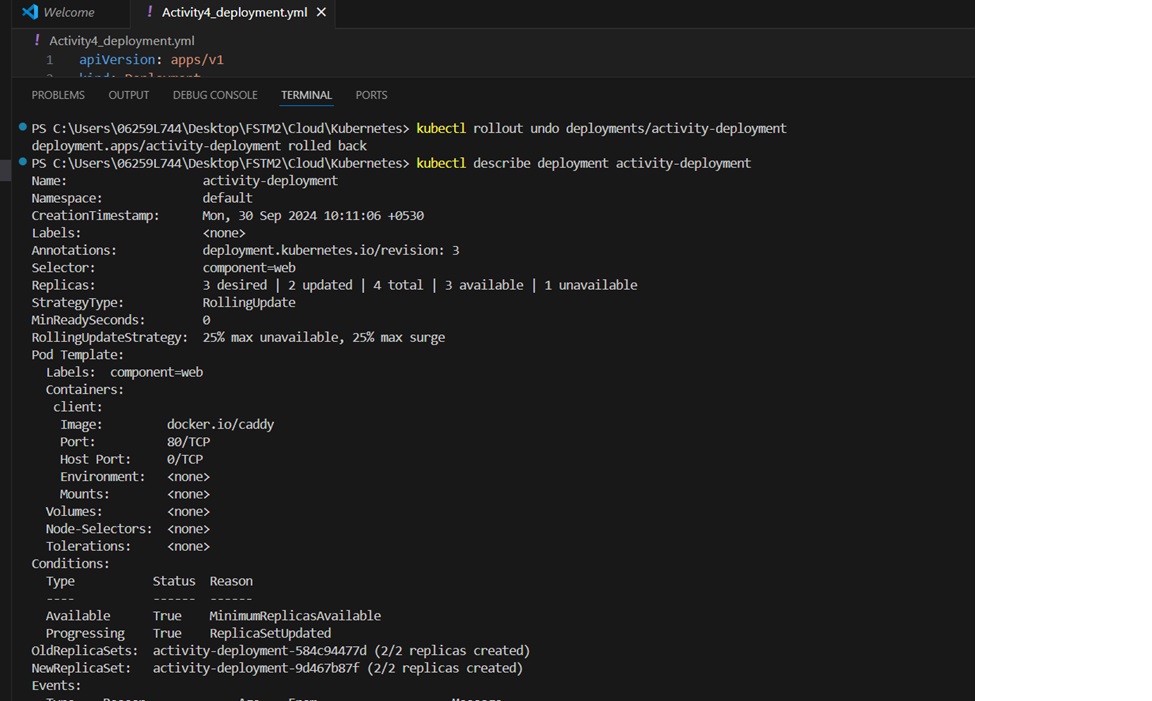 Welcome
! Activity4_deployment.yml ×
! Activity4_deployment.yml
1 apiVersion: apps/v1
kind: Deployment
PROBLEMS OUTPUT DEBUG CONSOLE TERMINAL PORTS
PS C:\Users\06259L744\Desktop\FSTM2\Cloud\Kubernetes> kubectl rollout undo deployments/activity-deployment
deployment.apps/activity-deployment rolled back
PS C:\Users\06259L744\Desktop\FSTM2\Cloud\Kubernetes> kubectl describe deployment activity-deployment
Name: activity-deployment
Namespace: default
CreationTimestamp: Mon, 30 Sep 2024 10:11:06 +0530
Labels: <none>
Annotations: deployment.kubernetes.io/revision: 3
Selector: component=web
Replicas: 3 desired | 2 updated | 4 total | 3 available | 1 unavailable
StrategyType: RollingUpdate
MinReadySeconds: 0
RollingUpdateStrategy: 25% max unavailable, 25% max surge
Pod Template:
Labels: component=web
Containers:
client:
Image: docker.io/caddy
Port: 80/TCP
Host Port: 0/TCP
Environment: <none>
Mounts: <none>
Volumes: <none>
Node-Selectors: <none>
Tolerations: <none>
Conditions:
Type Status Reason
---- ------ ------
Available True MinimumReplicasAvailable
Progressing True ReplicaSetUpdated
OldReplicaSets: activity-deployment-584c94477d (2/2 replicas created)
NewReplicaSet: activity-deployment-9d467b87f (2/2 replicas created)
Events:
Type Reason Age From Message